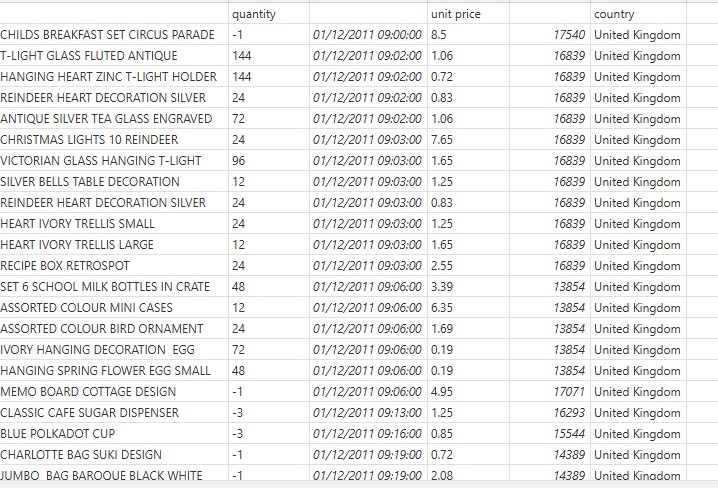 quantity unit price country
CHILDS BREAKFAST SET CIRCUS PARADE -1 01/12/2011 09:00:00 8.5 17540 United Kingdom
T-LIGHT GLASS FLUTED ANTIQUE 144 01/12/2011 09:02:00 1.06 16839 United Kingdom
HANGING HEART ZINC T-LIGHT HOLDER 144 01/12/2011 09:02:00 0.72 16839 United Kingdom
REINDEER HEART DECORATION SILVER 24 01/12/2011 09:02:00 0.83 16839 United Kingdom
ANTIQUE SILVER TEA GLASS ENGRAVED 72 01/12/2011 09:02:00 1.06 16839 United Kingdom
CHRISTMAS LIGHTS 10 REINDEER 24 01/12/2011 09:03:00 7.65 16839 United Kingdom
VICTORIAN GLASS HANGING T-LIGHT 96 01/12/2011 09:03:00 1.65 16839 United Kingdom
SILVER BELLS TABLE DECORATION 12 01/12/2011 09:03:00 1.25 16839 United Kingdom
REINDEER HEART DECORATION SILVER 24 01/12/2011 09:03:00 0.83 16839 United Kingdom
HEART IVORY TRELLIS SMALL 24 01/12/2011 09:03:00 1.25 16839 United Kingdom
HEART IVORY TRELLIS LARGE 12 01/12/2011 09:03:00 1.65 16839 United Kingdom
RECIPE BOX RETROSPOT 24 01/12/2011 09:03:00 2.55 16839 United Kingdom
SET 6 SCHOOL MILK BOTTLES IN CRATE 48 01/12/2011 09:06:00 3.39 13854 United Kingdom
ASSORTED COLOUR MINI CASES 12 01/12/2011 09:06:00 6.35 13854 United Kingdom
ASSORTED COLOUR BIRD ORNAMENT 24 01/12/2011 09:06:00 1.69 13854 United Kingdom
IVORY HANGING DECORATION  EGG 72 01/12/2011 09:06:00 0.19 13854 United Kingdom
HANGING SPRING FLOWER EGG SMALL 48 01/12/2011 09:06:00 0.19 13854 United Kingdom
MEMO BOARD COTTAGE DESIGN -1 01/12/2011 09:06:00 4.95 17071 United Kingdom
CLASSIC CAFE SUGAR DISPENSER -3 01/12/2011 09:13:00 1.25 16293 United Kingdom
BLUE POLKADOT CUP -3 01/12/2011 09:16:00 0.85 15544 United Kingdom
CHARLOTTE BAG SUKI DESIGN -1 01/12/2011 09:19:00 0.72 14389 United Kingdom
JUMBO  BAG BAROQUE BLACK WHITE -1 01/12/2011 09:19:00 2.08 14389 United Kingdom